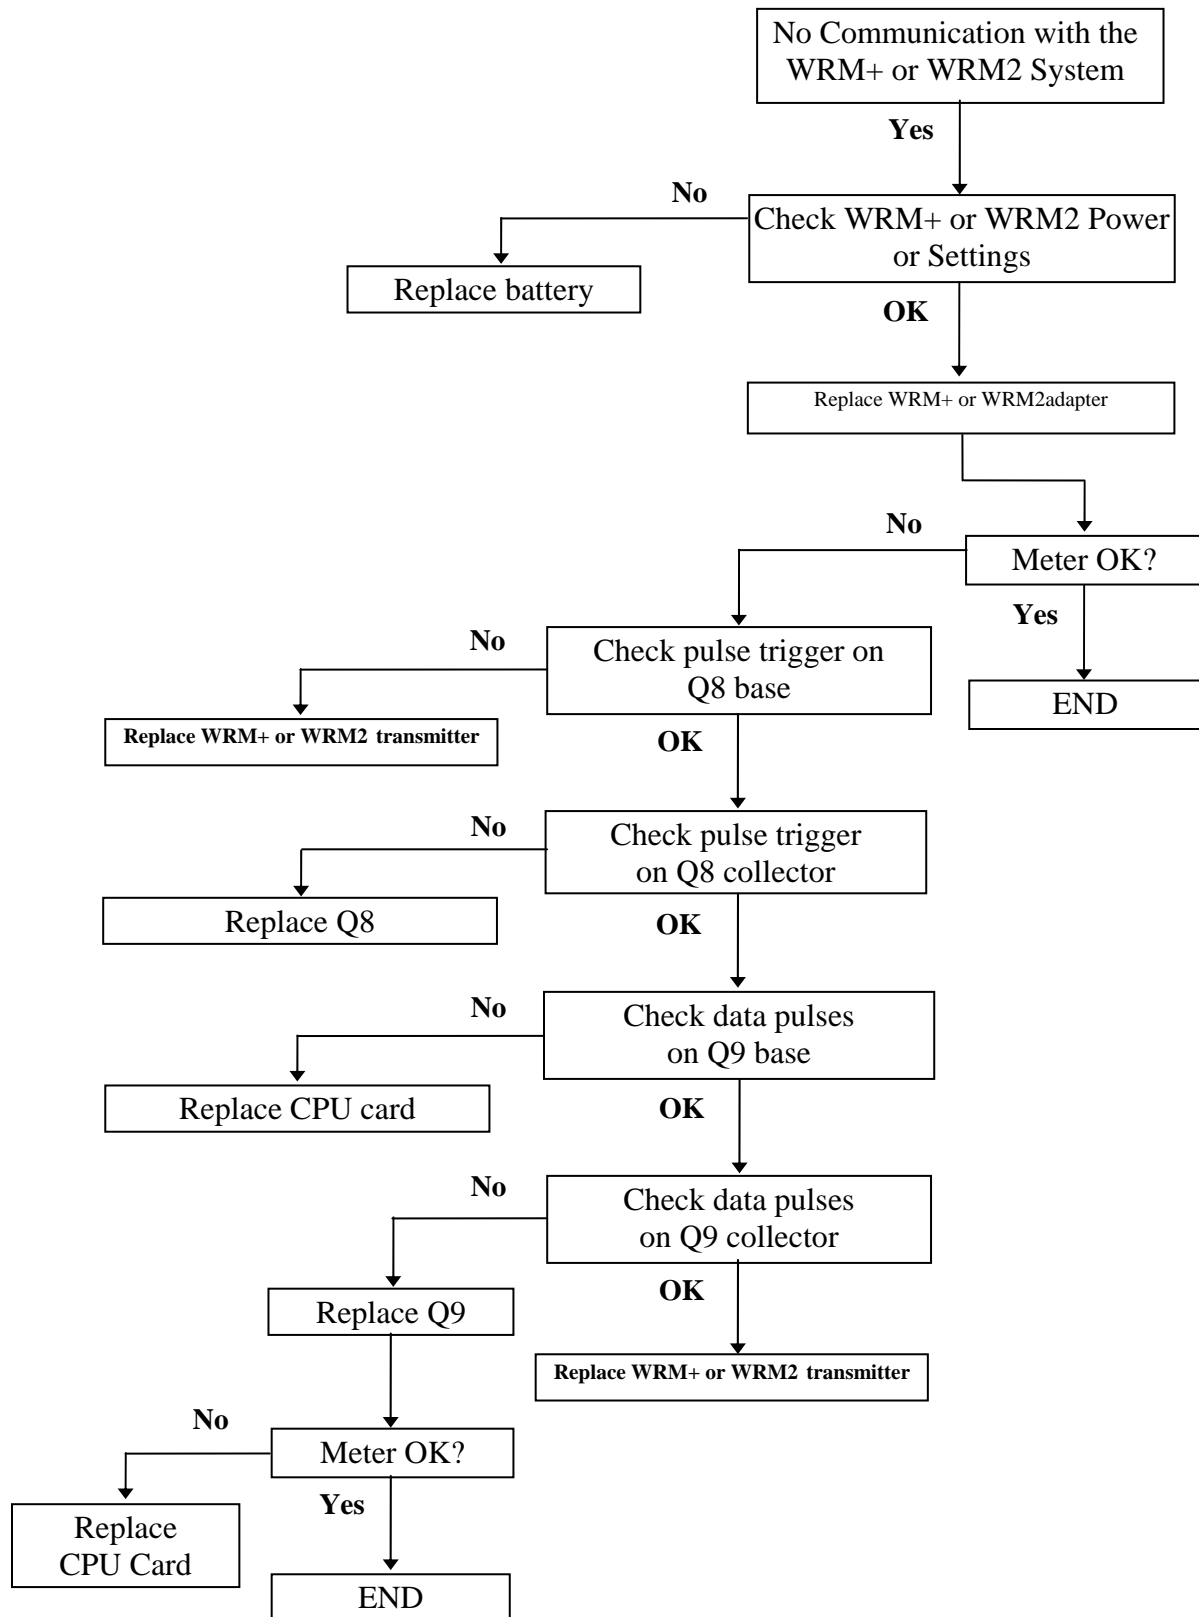 No Communication with the
WRM+ or WRM2 System
Yes
No
Check WRM+ or WRM2 Power
or Settings
Replace battery
OK
Replace WRM+ or WRM2adapter
No
Meter OK?
Yes
No
Check pulse trigger on
Q8 base
END
Replace WRM+ or WRM2 transmitter
OK
No
Check pulse trigger
on Q8 collector
Replace Q8
OK
No
Check data pulses
on Q9 base
Replace CPU card
OK
No
Check data pulses
on Q9 collector
OK
Replace Q9
Replace WRM+ or WRM2 transmitter
No
Meter OK?
Yes
Replace
CPU Card
END